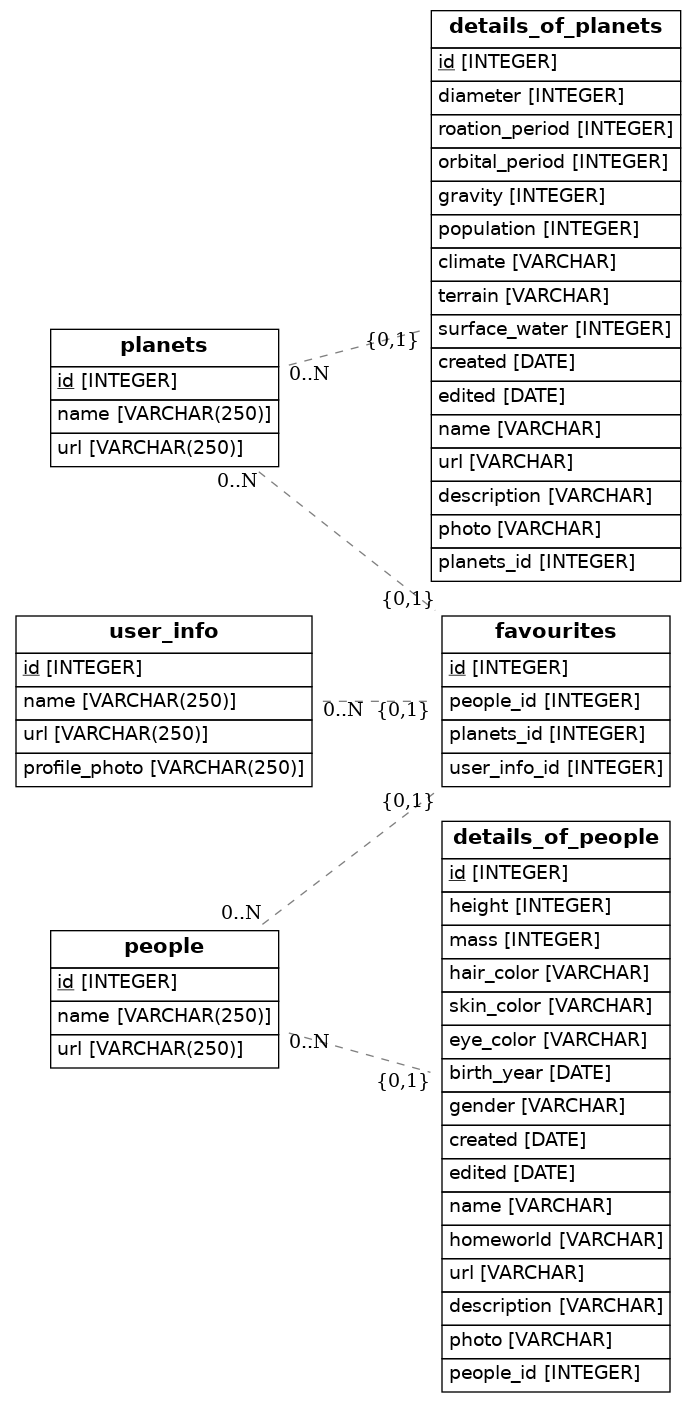 details_of_planets
id [INTEGER]
diameter [INTEGER]
roation_period [INTEGER]
orbital_period [INTEGER]
gravity [INTEGER]
population [INTEGER]
climate [VARCHAR]
terrain [VARCHAR]
surface_water [INTEGER]
created [DATE]
edited [DATE]
name [VARCHAR]
url [VARCHAR]
description [VARCHAR]
photo [VARCHAR]
planets_id [INTEGER]
{0,1}
0..N
planets
id [INTEGER]
name [VARCHAR(250)]
url [VARCHAR(250)]
0..N
{0,1}
user_info
id [INTEGER]
name [VARCHAR(250)]
url [VARCHAR(250)]
profile_photo [VARCHAR(250)]
0..N
{0,1}
favourites
id [INTEGER]
people_id [INTEGER]
planets_id [INTEGER]
user_info_id [INTEGER]
{0,1}
0..N
people
id [INTEGER]
name [VARCHAR(250)]
url [VARCHAR(250)]
0..N
{0,1}
details_of_people
id [INTEGER]
height [INTEGER]
mass [INTEGER]
hair_color [VARCHAR]
skin_color [VARCHAR]
eye_color [VARCHAR]
birth_year [DATE]
gender [VARCHAR]
created [DATE]
edited [DATE]
name [VARCHAR]
homeworld [VARCHAR]
url [VARCHAR]
description [VARCHAR]
photo [VARCHAR]
people_id [INTEGER]